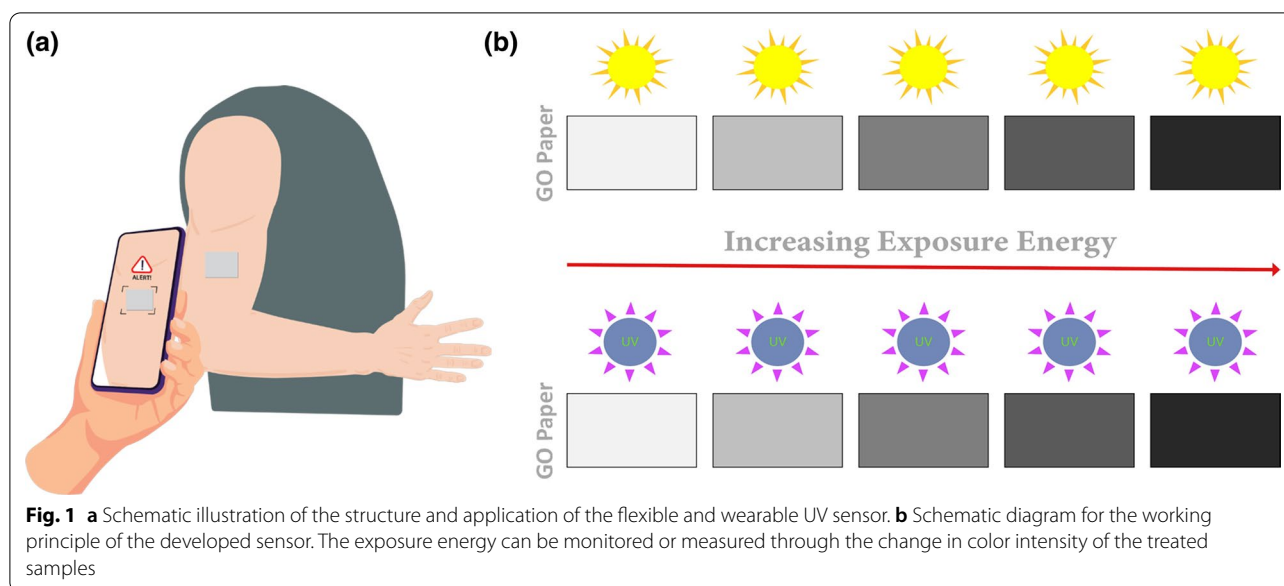 (a)
ALERT!
(b)
GO Paper
Increasing Exposure Energy
UV UV UV UV UV
GO Paper
Fig. 1 a Schematic illustration of the structure and application of the flexible and wearable UV sensor. b Schematic diagram for the working
principle of the developed sensor. The exposure energy can be monitored or measured through the change in color intensity of the treated
samples